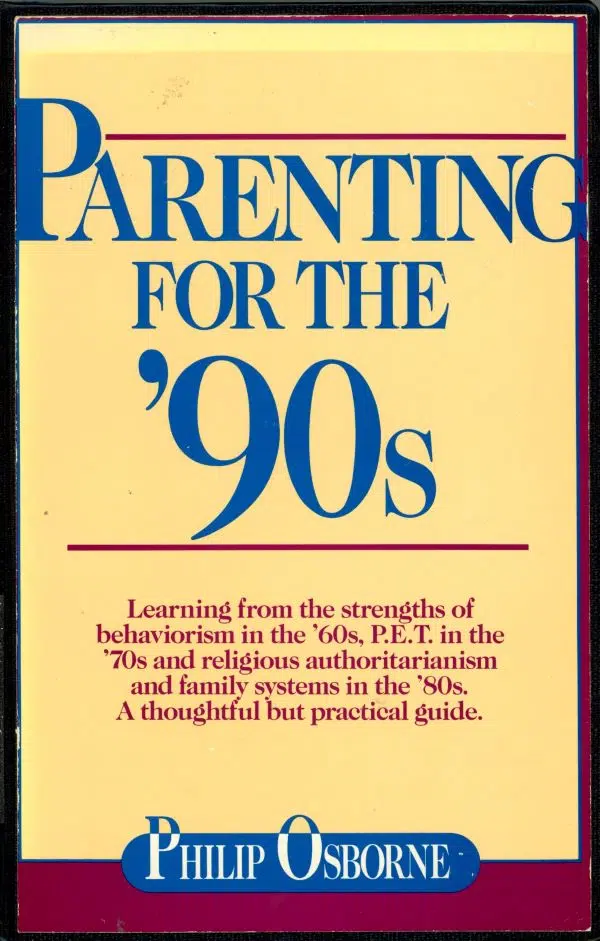 PARENTING
FOR THE
’90s
Learning from the strengths of
behaviorism in the ’60s, P.E.T. in the
’70s and religious authoritarianism
and family systems in the ’80s.
A thoughtful but practical guide.
PHILIP OSBORNE